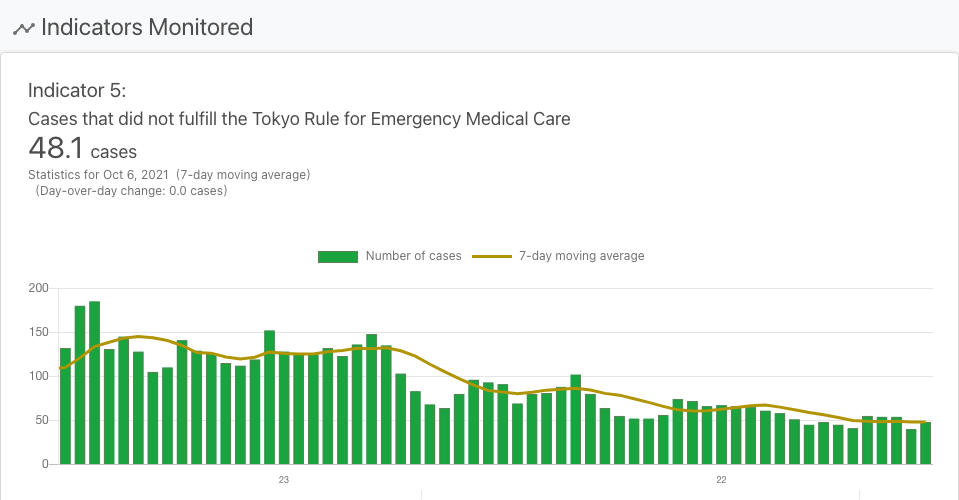 Indicators Monitored
Indicator 5:
Cases that did not fulfill the Tokyo Rule for Emergency Medical Care
48.1 cases
Statistics for Oct 6, 2021 (7-day moving average)
(Day-over-day change: 0.0 cases)
Number of cases 7-day moving average
200
150
100
50
0
23 22